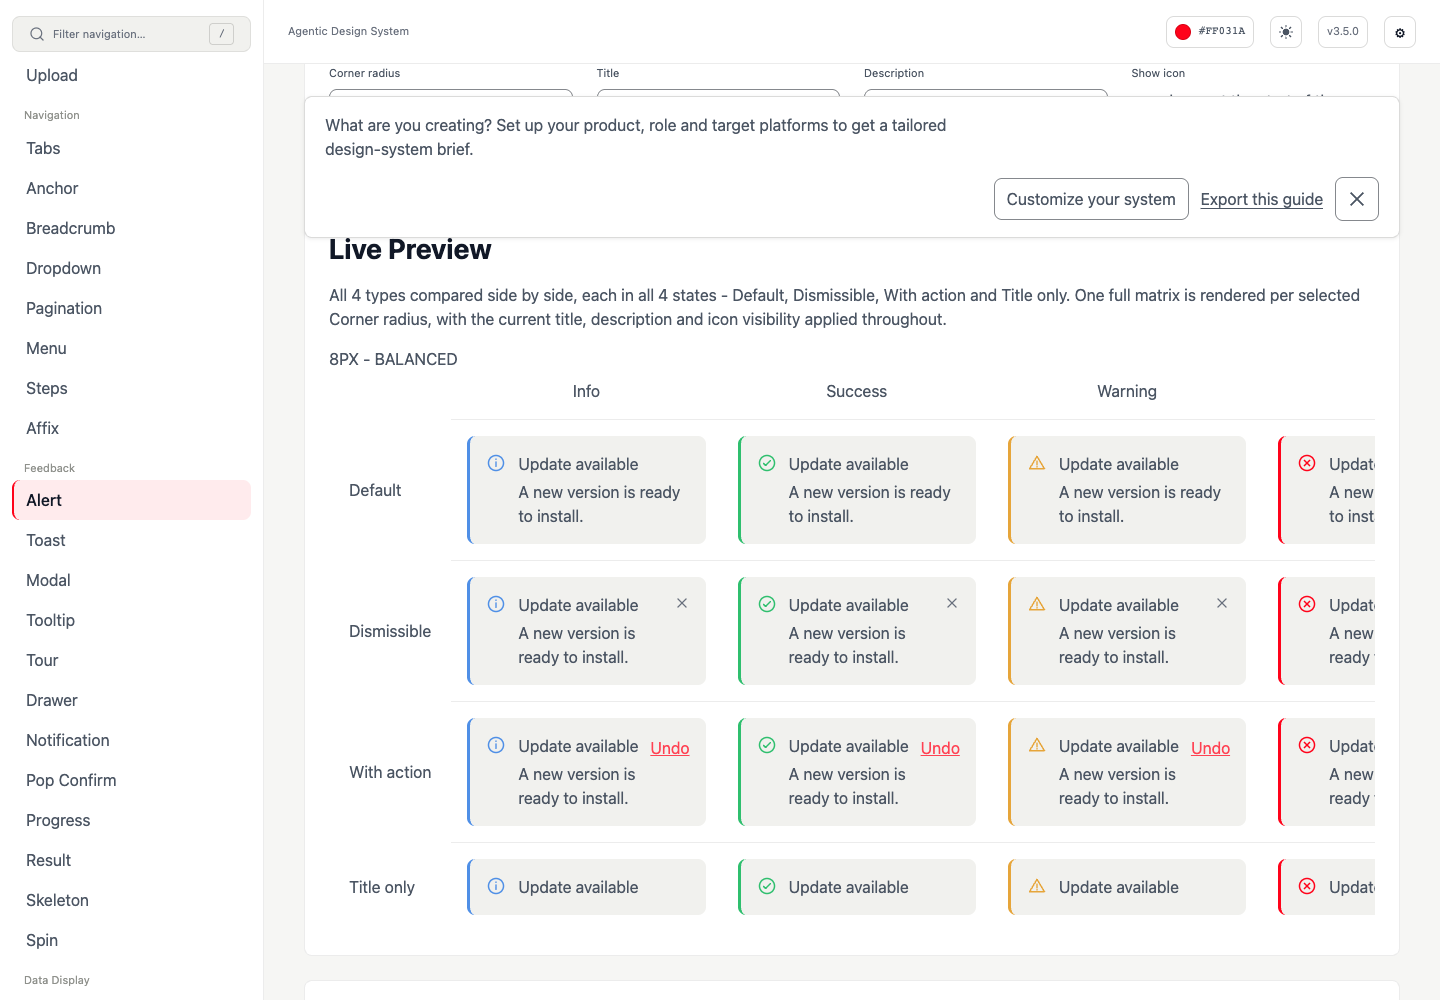 Filter navigation...
/
Upload
Navigation
Tabs
Anchor
Breadcrumb
Dropdown
Pagination
Menu
Steps
Affix
Feedback
Alert
Toast
Modal
Tooltip
Tour
Drawer
Notification
Pop Confirm
Progress
Result
Skeleton
Spin
Data Display
Agentic Design System
#FF031A
v3.5.0
Corner radius
Title
Description
Show icon
What are you creating? Set up your product, role and target platforms to get a tailored
design-system brief.
Customize your system
Export this guide
Live Preview
All 4 types compared side by side, each in all 4 states - Default, Dismissible, With action and Title only. One full matrix is rendered per selected
Corner radius, with the current title, description and icon visibility applied throughout.
8PX - BALANCED
Info
Success
Warning
Default
Update available
A new version is ready
to install.
Update available
A new version is ready
to install.
Update available
A new version is ready
to install.
A new
Dismissible
Update available
A new version is
ready to install.
Update available
A new version is
ready to install.
Update available
A new version is
ready to install.
A new
ready
With action
Update available
Undo
A new version is
ready to install.
Update available
Undo
A new version is
ready to install.
Update available
Undo
A new version is
ready to install.
A new
ready
Title only
Update available
Update available
Update available